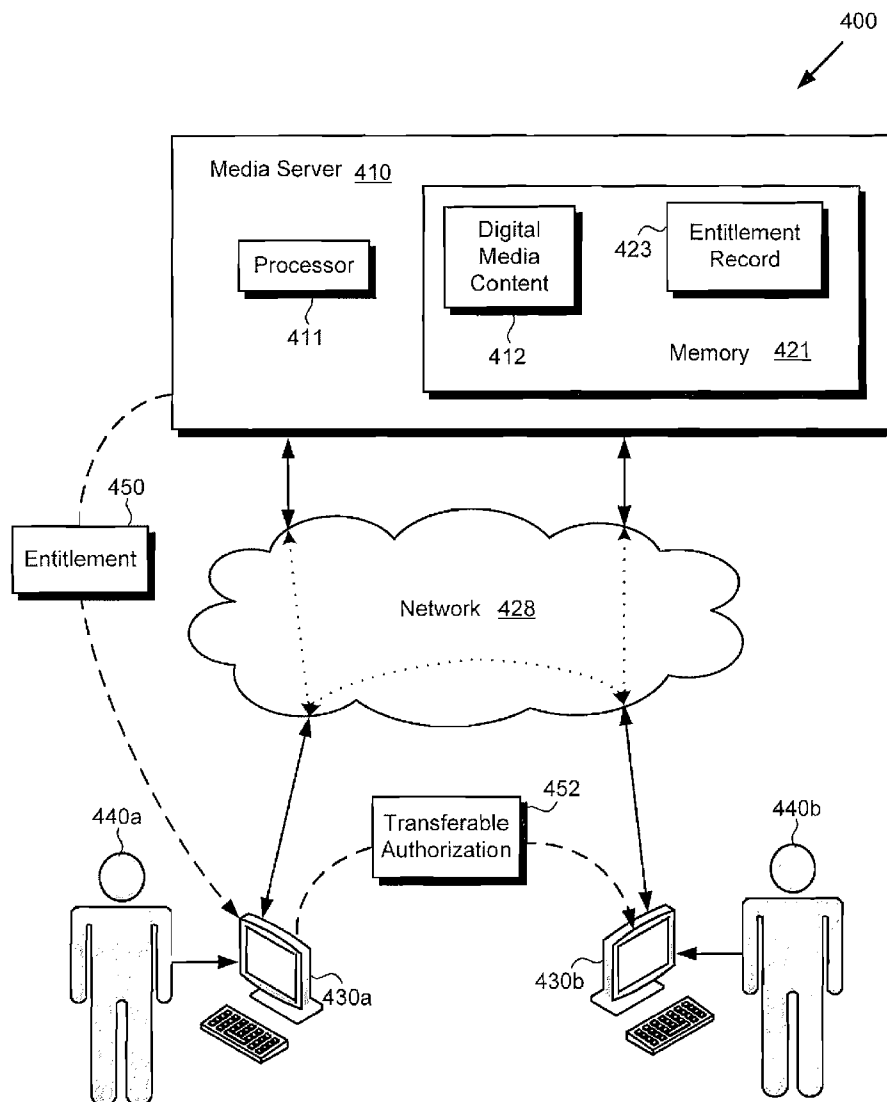 400
Media Server 410
Digital
Media
Content
423
Entitlement
Record
Processor
411
412
Memory 421
450
Entitlement
Network 428
452
Transferable
Authorization
440a
440b
430a
430b